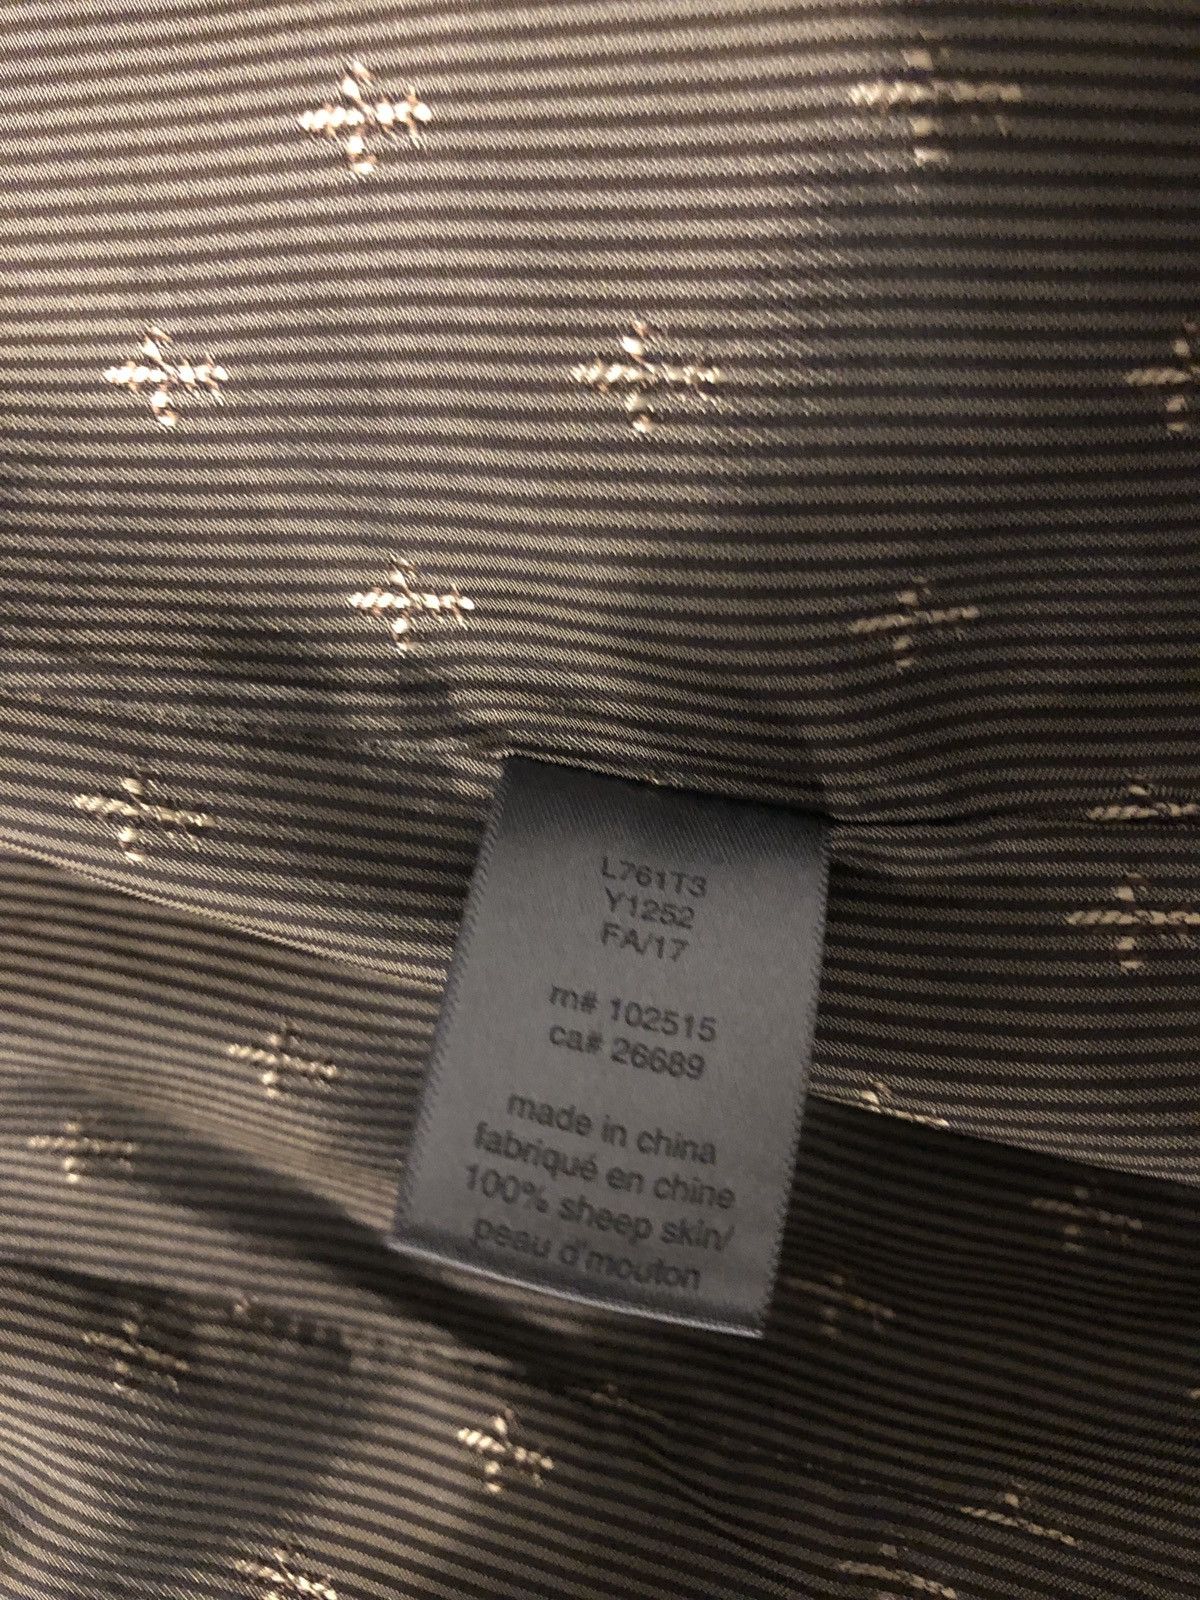 L761T3
Y1252
FA/17
rn# 102515
ca# 26689
made in china
fabriqué en chine
100% sheep skin/
peau d'mouton